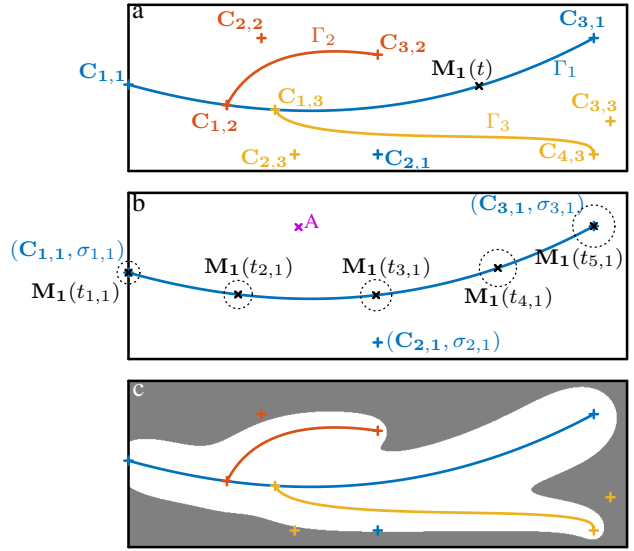 a
C₂,₂
Γ₂
C₃,₁
C₃,₂
C₁,₁
M₁(t)
Γ₁
C₁,₃
C₃,₃
C₁,₂
Γ₃
C₂,₃
C₂,₁
C₄,₃
b
A
(C₃,₁, σ₃,₁)
(C₁,₁, σ₁,₁)
M₁(t₂,₁)
M₁(t₃,₁)
M₁(t₅,₁)
M₁(t₁,₁)
M₁(t₄,₁)
(C₂,₁, σ₂,₁)
c